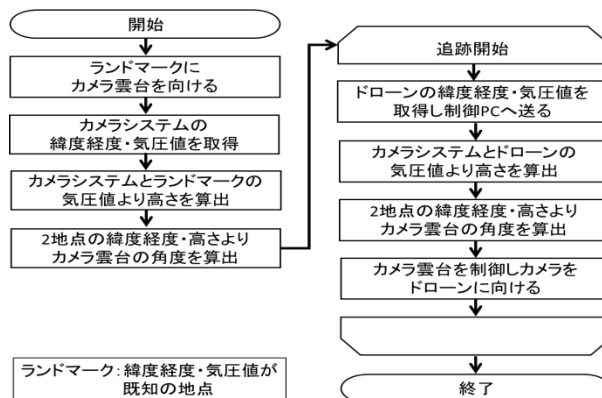 開始
ランドマークに
カメラ雲台を向ける
カメラシステムの
緯度経度・気圧値を取得
カメラシステムとランドマークの
気圧値より高さを算出
2地点の緯度経度・高さより
カメラ雲台の角度を算出
ランドマーク：緯度経度・気圧値が
既知の地点
追跡開始
ドローンの緯度経度・気圧値を
取得し制御PCへ送る
カメラシステムとドローンの
気圧値より高さを算出
2地点の緯度経度・高さより
カメラ雲台の角度を算出
カメラ雲台を制御しカメラを
ドローンに向ける
終了